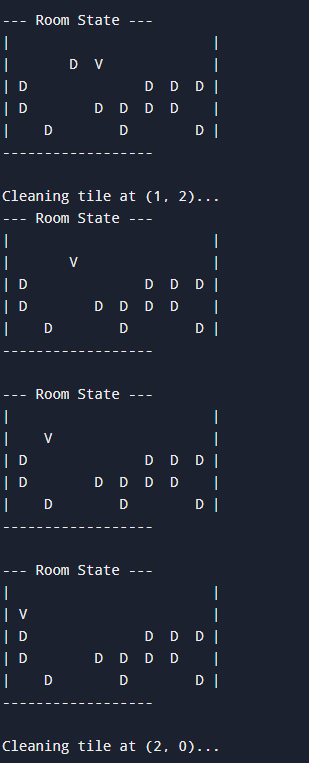 --- Room State ---
|                        |
|       D  V             |
| D              D  D  D |
| D        D  D  D  D    |
|    D        D        D |
------------------

Cleaning tile at (1, 2)...
--- Room State ---
|                        |
|       V                |
| D              D  D  D |
| D        D  D  D  D    |
|    D        D        D |
------------------

--- Room State ---
|                        |
|    V                   |
| D              D  D  D |
| D        D  D  D  D    |
|    D        D        D |
------------------

--- Room State ---
|                        |
| V                      |
| D              D  D  D |
| D        D  D  D  D    |
|    D        D        D |
------------------

Cleaning tile at (2, 0)...